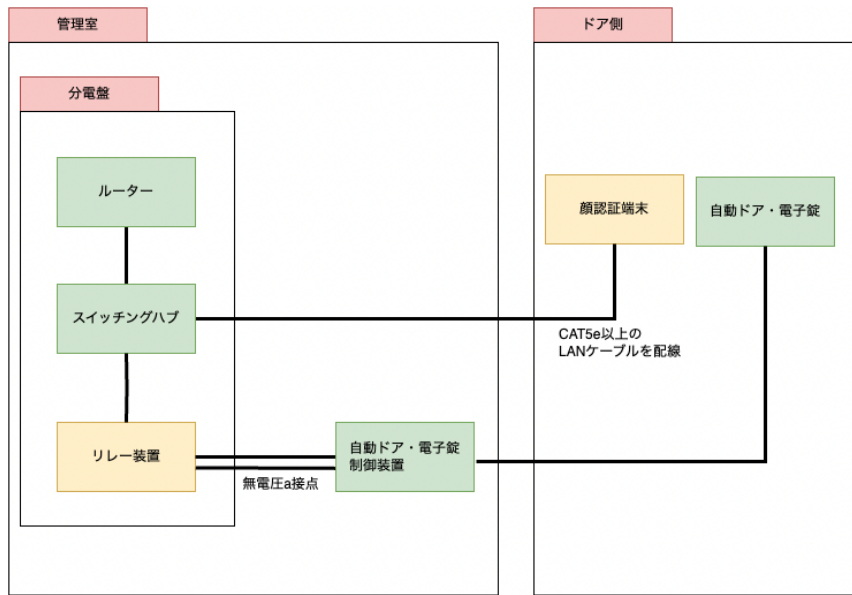 管理室
ドア側
分電盤
ルーター
顔認証端末
自動ドア・電子錠
スイッチングハブ
CAT5e以上の
LANケーブルを配線
リレー装置
自動ドア・電子錠
制御装置
無電圧a接点